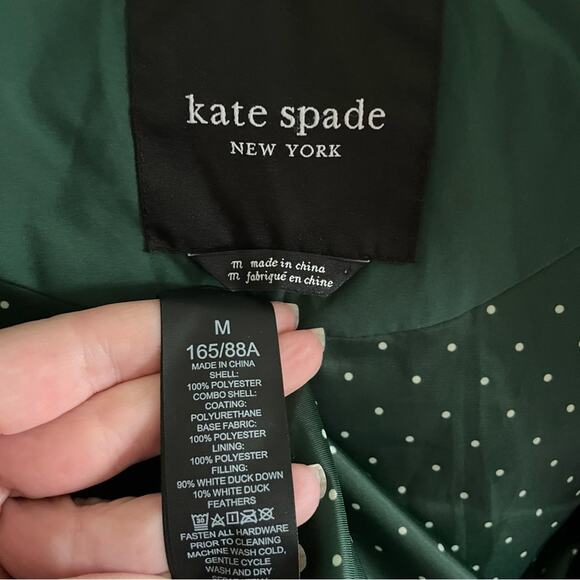 kate spade
NEW YORK
m made in china
m fabriqué en chine
M
165/88A
MADE IN CHINA
SHELL:
100% POLYESTER
COMBO SHELL:
COATING:
POLYURETHANE
BASE FABRIC:
100% POLYESTER
LINING:
100% POLYESTER
FILLING:
90% WHITE DUCK DOWN
10% WHITE DUCK
FEATHERS
FASTEN ALL HARDWARE
PRIOR TO CLEANING
MACHINE WASH COLD,
GENTLE CYCLE
WASH AND DRY